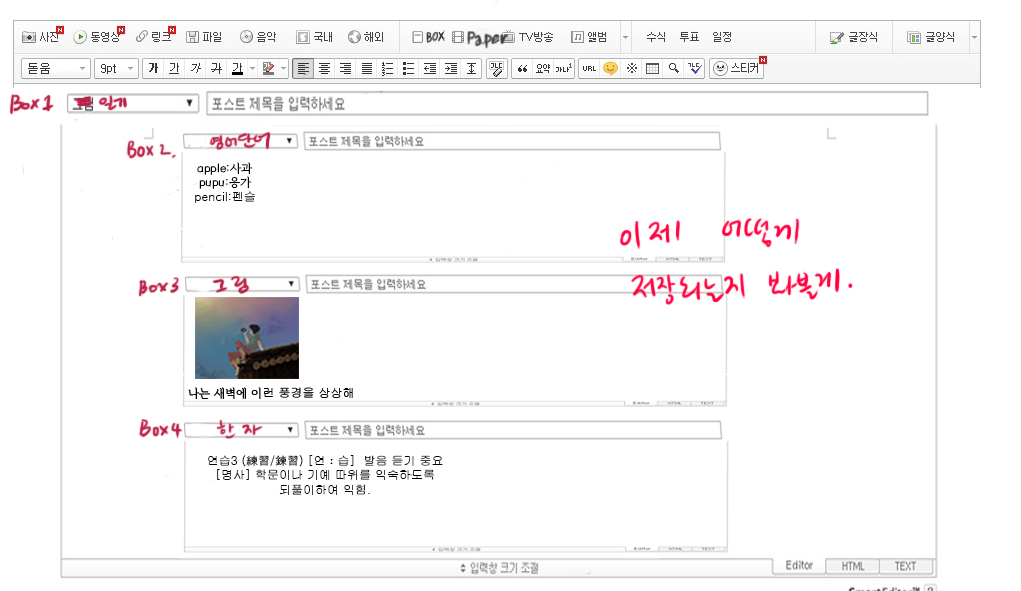 사진 동영상 링크 파일 음악 국내 해외 BOX Paper TV방송 앨범 수식 투표 일정 글장식 글양식
돋움 9pt 가 가 가 가 가 요약 가나1 URL 스티커
Box 1 일기 포스트 제목을 입력하세요
Box 2. 영어단어 포스트 제목을 입력하세요
apple:사과
pupu:응가
pencil:펜슬
이제 어떻게
입력창 크기 조절 Editor HTML TEXT
Box 3 그림 포스트 제목을 입력하세요
저장되는지 봐볼게.
나는 새벽에 이런 풍경을 상상해
입력창 크기 조절 Editor HTML TEXT
Box 4 한자 포스트 제목을 입력하세요
연습3 (練習/鍊習) [연ː습] 발음 듣기 중요
[명사] 학문이나 기예 따위를 익숙하도록
되풀이하여 익힘.
입력창 크기 조절 Editor HTML TEXT
입력창 크기 조절 Editor HTML TEXT